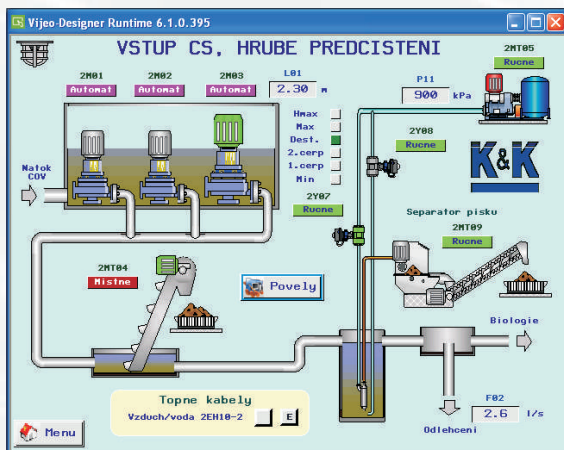 Vijeo-Designer Runtime 6.1.0.395
VSTUP CS, HRUBE PREDCISTENI
2M01
Automat
2M02
Automat
2M03
Automat
L01
2.30 m
P11
900 kPa
2MT05
Rucne
Hmax
Max
Dest.
2.cerp
1.cerp
Min
2Y08
Rucne
K&K
Natok
COV
2Y07
Rucne
Separator pisku
2MT09
Rucne
2MT04
Mistne
Povely
Biologie
Topne kabely
Vzduch/voda 2EH10-2
E
F02
2.6 l/s
Odlehceni
Menu